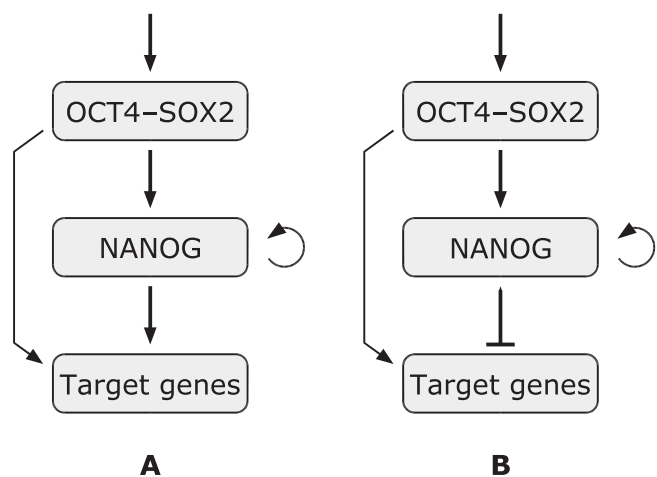 OCT4–SOX2
NANOG
Target genes
A
OCT4–SOX2
NANOG
Target genes
B